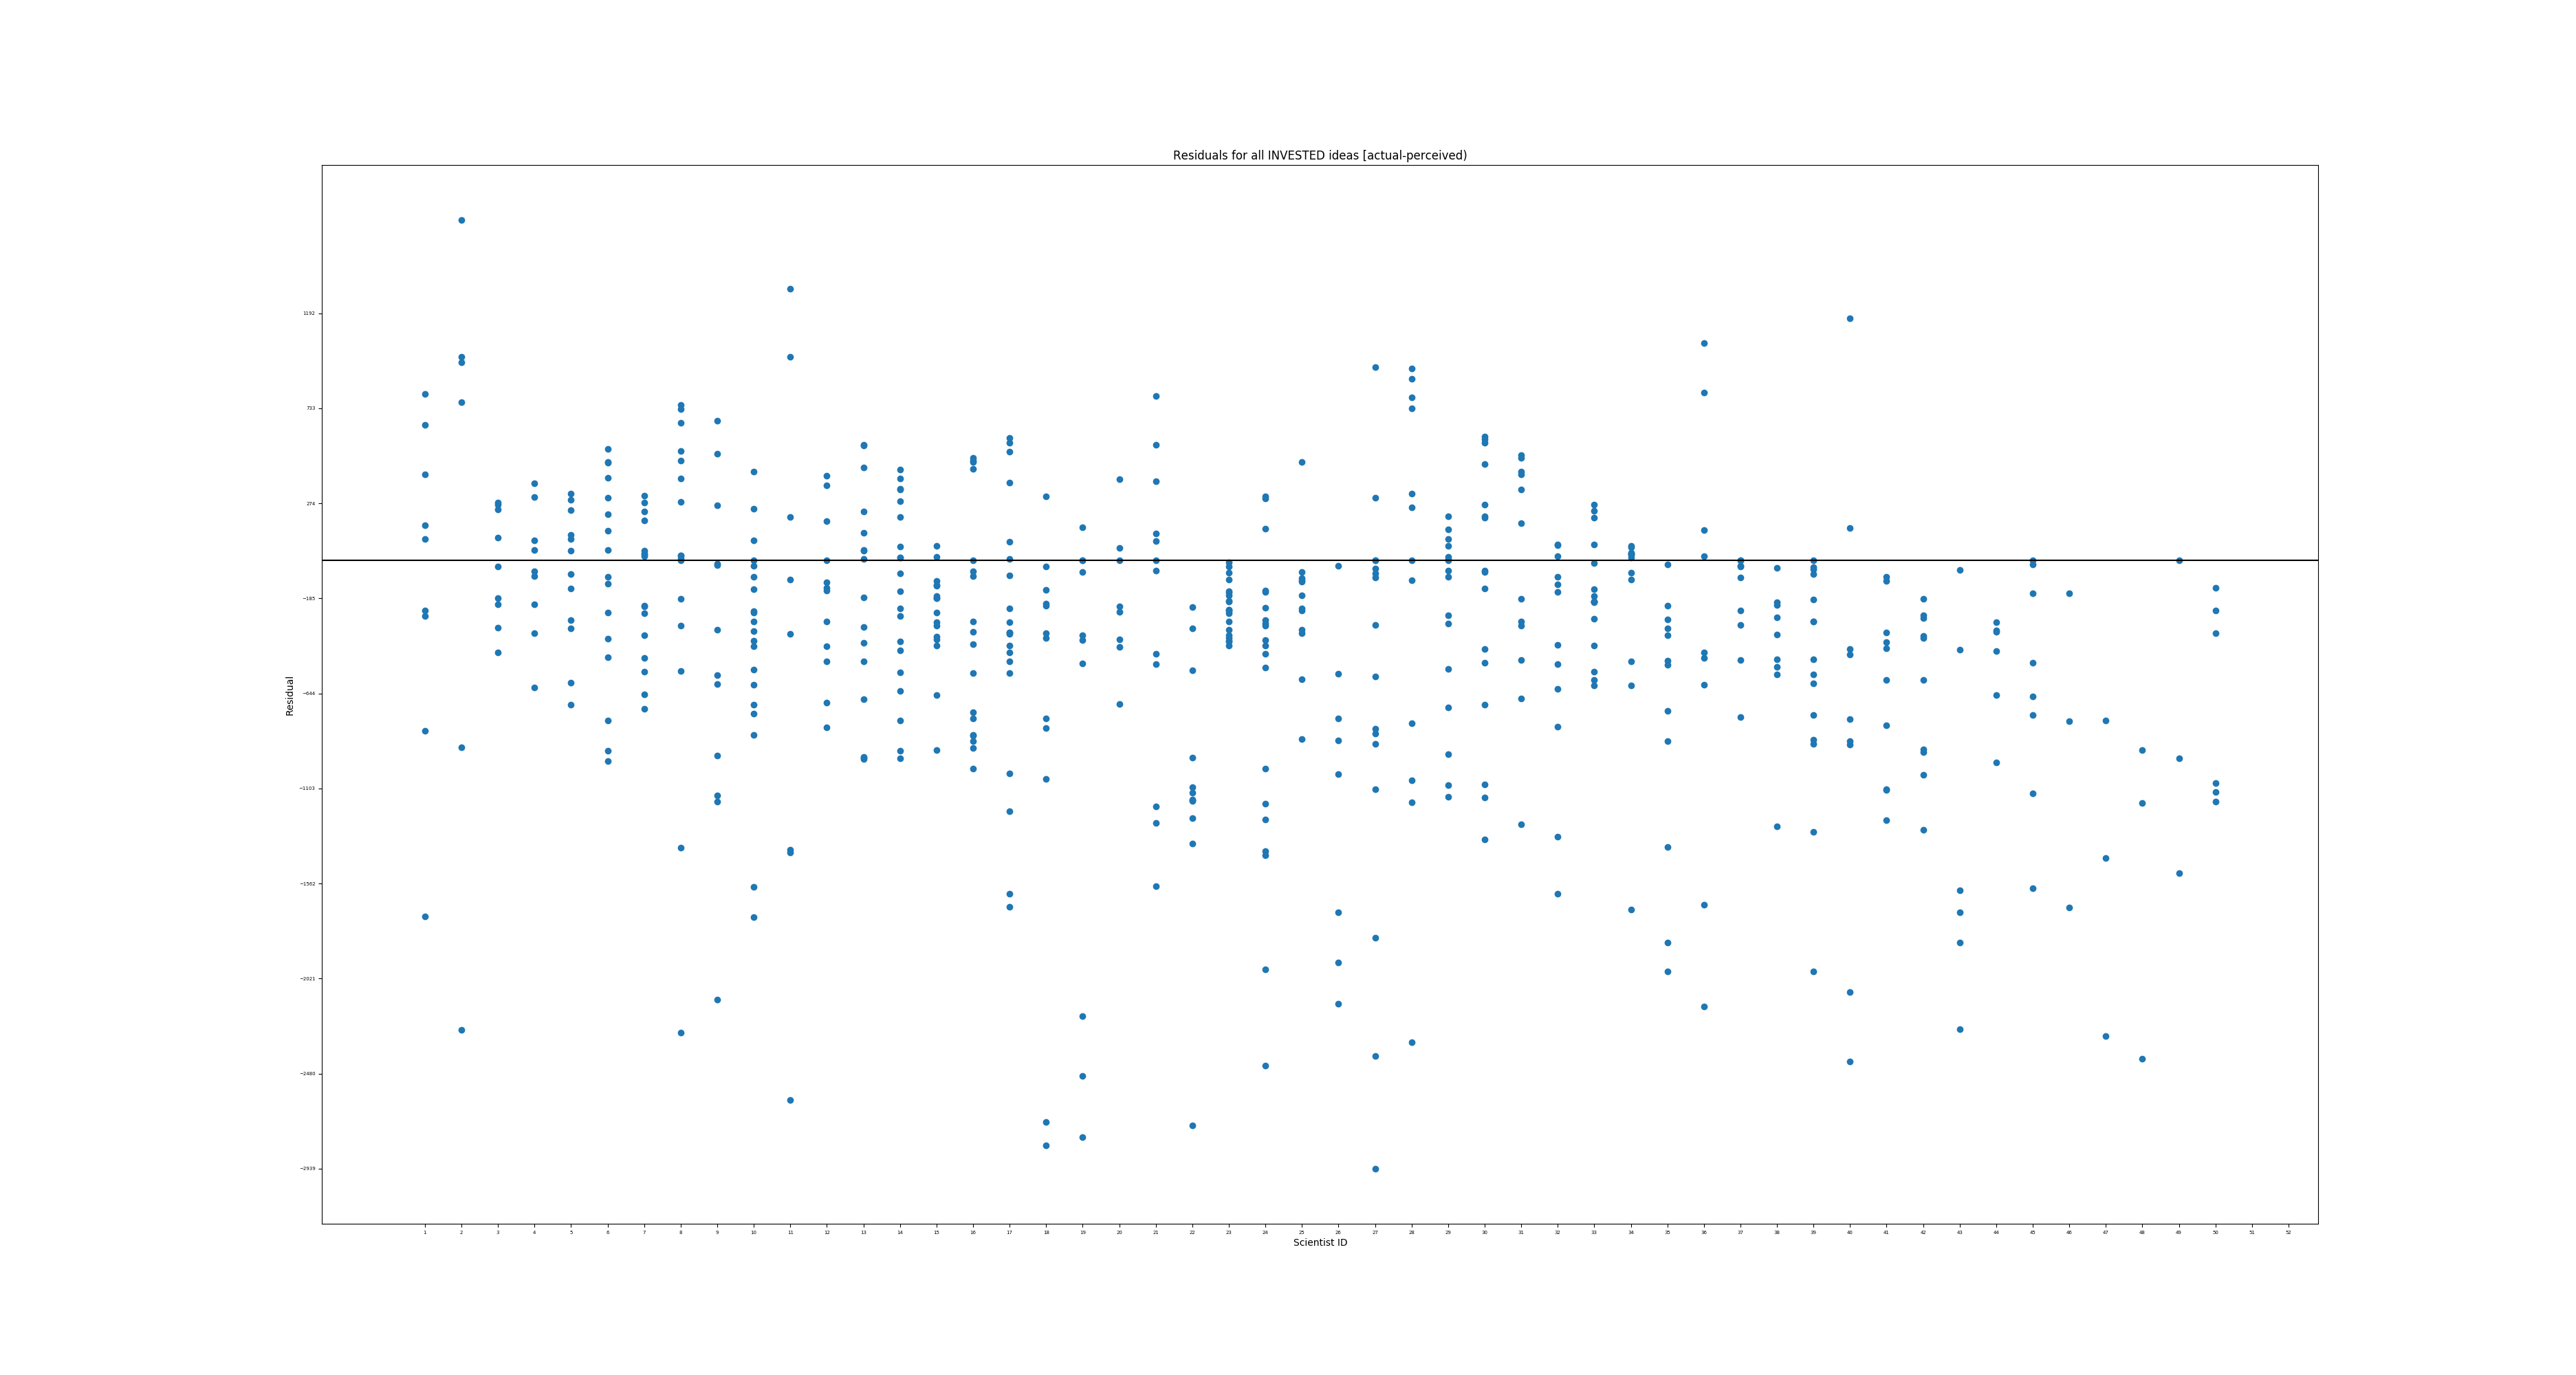 Residuals for all INVESTED ideas [actual-perceived)
Residual
1192
733
274
−185
−644
−1103
−1562
−2021
−2480
−2939
1 2 3 4 5 6 7 8 9 10 11 12 13 14 15 16 17 18 19 20 21 22 23 24 25 26 27 28 29 30 31 32 33 34 35 36 37 38 39 40 41 42 43 44 45 46 47 48 49 50 51 52
Scientist ID